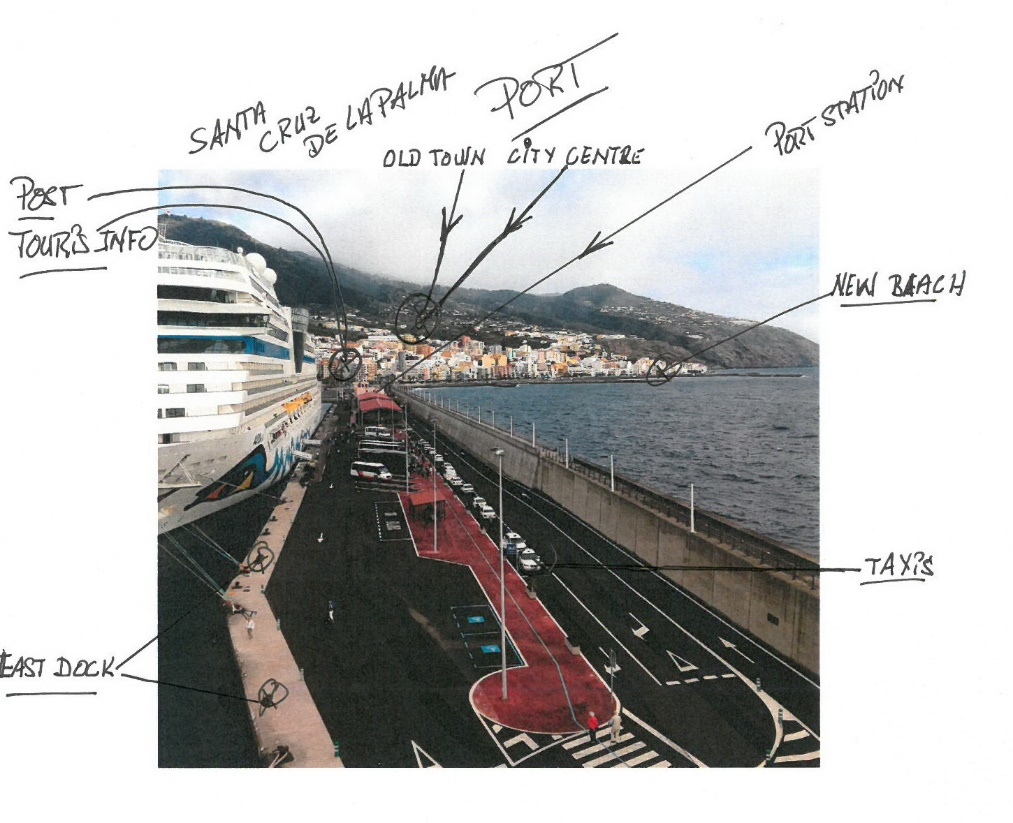 SANTA
CRUZ
DE LA PALMA
PORT
OLD TOWN CITY CENTRE
PORT STATION
POST
TOURIS INFO
NEW BAACH
TAXIS
EAST DOCK